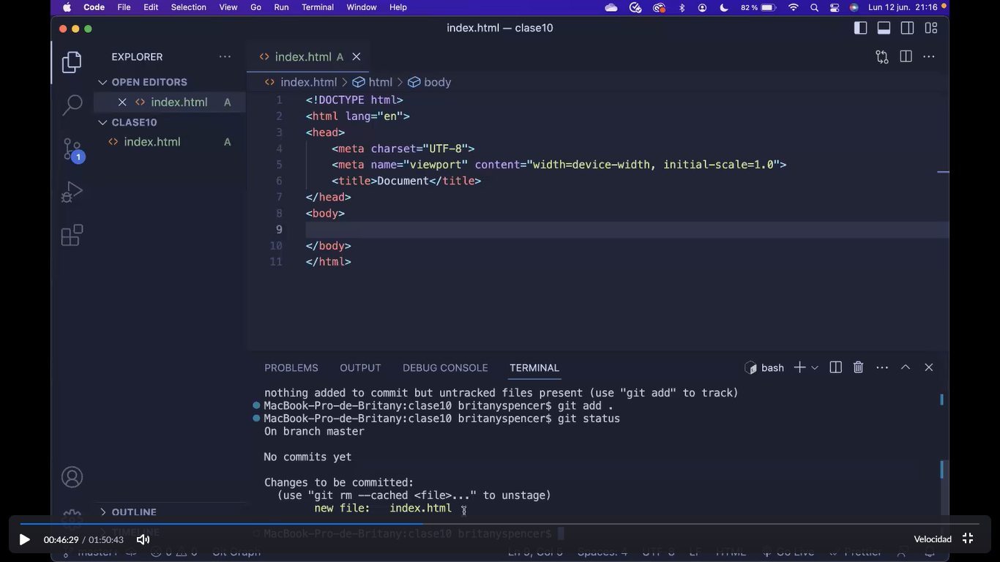 Code File Edit Selection View Go Run Terminal Window Help 82 % Lun 12 jun. 21:16
index.html — clase10
EXPLORER
OPEN EDITORS
index.html A
CLASE10
index.html A
1
OUTLINE
TIMELINE
index.html A
index.html > html > body
1 <!DOCTYPE html>
2 <html lang="en">
3 <head>
4 <meta charset="UTF-8">
5 <meta name="viewport" content="width=device-width, initial-scale=1.0">
6 <title>Document</title>
7 </head>
8 <body>
9
10 </body>
11 </html>
PROBLEMS OUTPUT DEBUG CONSOLE TERMINAL bash
nothing added to commit but untracked files present (use "git add" to track)
MacBook-Pro-de-Britany:clase10 britanyspencer$ git add .
MacBook-Pro-de-Britany:clase10 britanyspencer$ git status
On branch master
No commits yet
Changes to be committed:
(use "git rm --cached <file>..." to unstage)
new file: index.html
MacBook-Pro-de-Britany:clase10 britanyspencer$
00:46:29 / 01:50:43 Velocidad
master+ 0 0 Git Graph Ln 9, Col 5 Spaces: 4 UTF-8 LF HTML Go Live Prettier